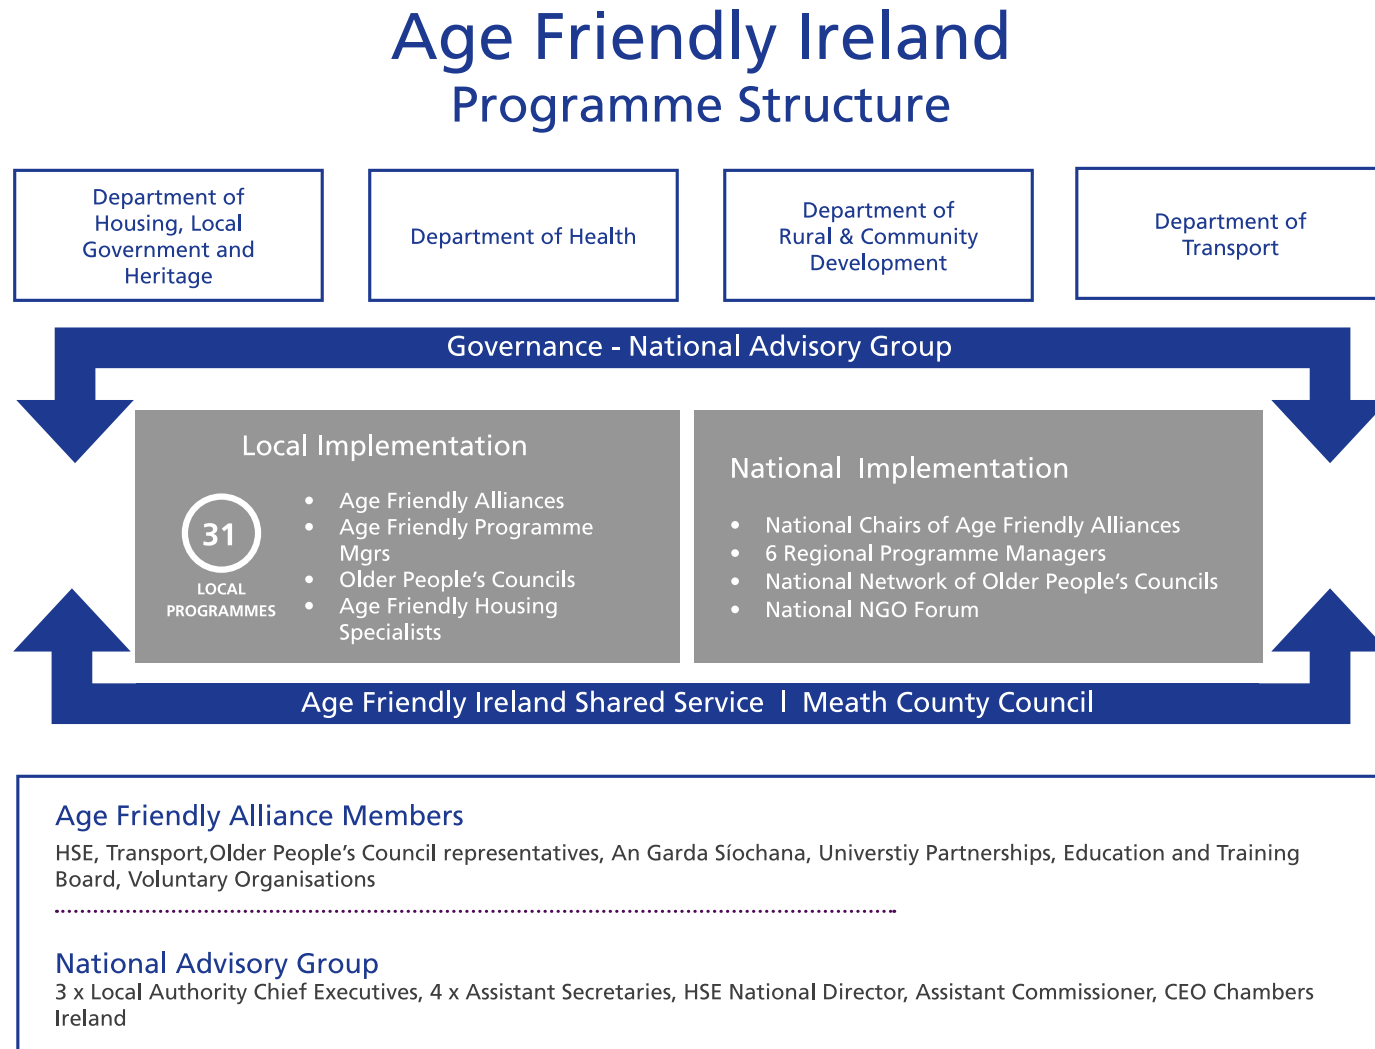 Age Friendly Ireland
Programme Structure
Department of
Housing, Local
Government and
Heritage
Department of Health
Department of
Rural & Community
Development
Department of
Transport
Governance - National Advisory Group
Local Implementation
31
LOCAL
PROGRAMMES
• Age Friendly Alliances
• Age Friendly Programme
Mgrs
• Older People’s Councils
• Age Friendly Housing
Specialists
National Implementation
• National Chairs of Age Friendly Alliances
• 6 Regional Programme Managers
• National Network of Older People’s Councils
• National NGO Forum
Age Friendly Ireland Shared Service | Meath County Council
Age Friendly Alliance Members
HSE, Transport,Older People’s Council representatives, An Garda Síochana, Universtiy Partnerships, Education and Training
Board, Voluntary Organisations
National Advisory Group
3 x Local Authority Chief Executives, 4 x Assistant Secretaries, HSE National Director, Assistant Commissioner, CEO Chambers
Ireland